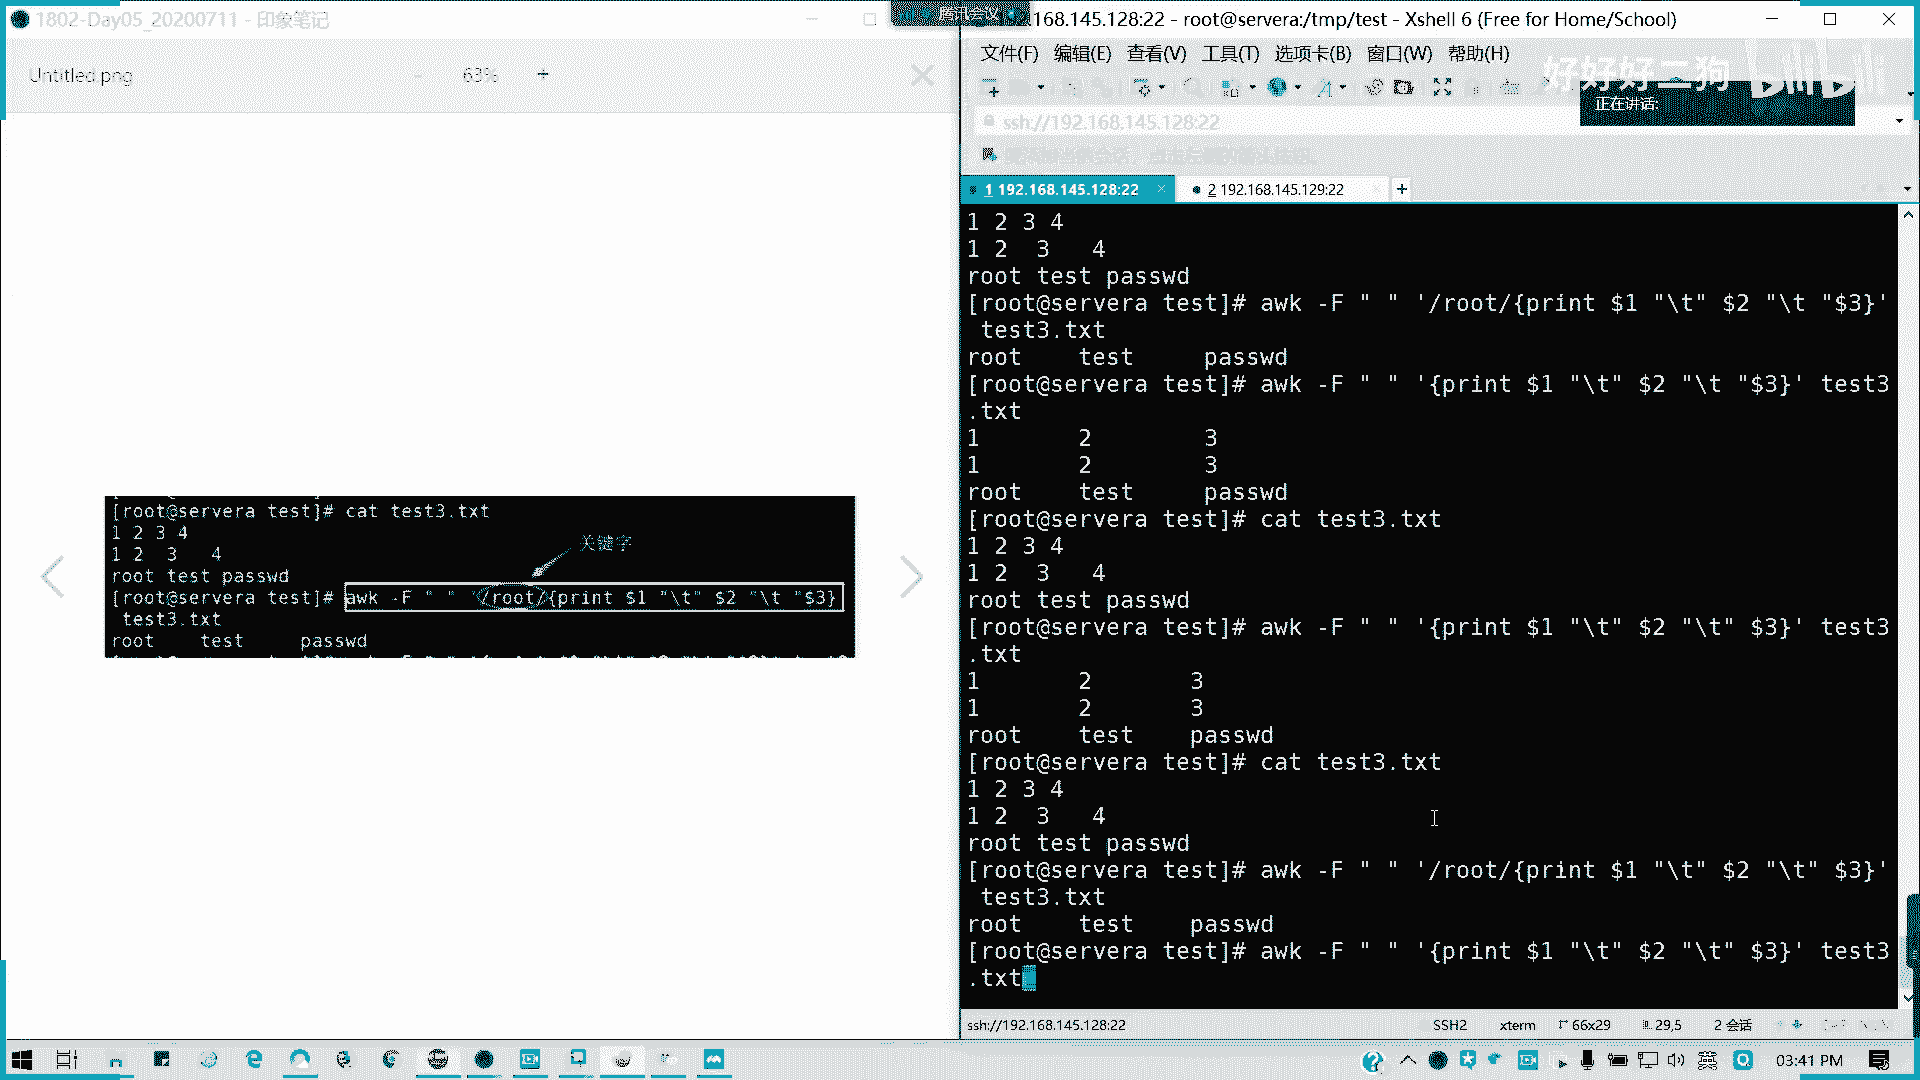 1802-Day05_20200711 - 印象笔记
腾讯会议
.168.145.128:22 - root@servera:/tmp/test - Xshell 6 (Free for Home/School)
Untitled.png
63%
文件(F) 编辑(E) 查看(V) 工具(T) 选项卡(B) 窗口(W) 帮助(H)
好好好二狗 bilibili
正在讲话:
ssh://192.168.145.128:22
1 192.168.145.128:22
2 192.168.145.129:22
[root@servera test]# cat test3.txt
1 2 3 4
1 2  3   4
root test passwd
关键字
[root@servera test]# awk -F " " '/root/{print $1 "\t" $2 "\t "$3}
 test3.txt
root    test     passwd
1 2 3 4
1 2  3   4
root test passwd
[root@servera test]# awk -F " " '/root/{print $1 "\t" $2 "\t "$3}'
 test3.txt
root    test     passwd
[root@servera test]# awk -F " " '{print $1 "\t" $2 "\t "$3}' test3
.txt
1       2        3
1       2        3
root    test     passwd
[root@servera test]# cat test3.txt
1 2 3 4
1 2  3   4
root test passwd
[root@servera test]# awk -F " " '{print $1 "\t" $2 "\t" $3}' test3
.txt
1       2       3
1       2       3
root    test    passwd
[root@servera test]# cat test3.txt
1 2 3 4
1 2  3   4
root test passwd
[root@servera test]# awk -F " " '/root/{print $1 "\t" $2 "\t" $3}'
 test3.txt
root    test    passwd
[root@servera test]# awk -F " " '{print $1 "\t" $2 "\t" $3}' test3
.txt
ssh://192.168.145.128:22
SSH2
xterm
66x29
29,5
2 会话
英
03:41 PM